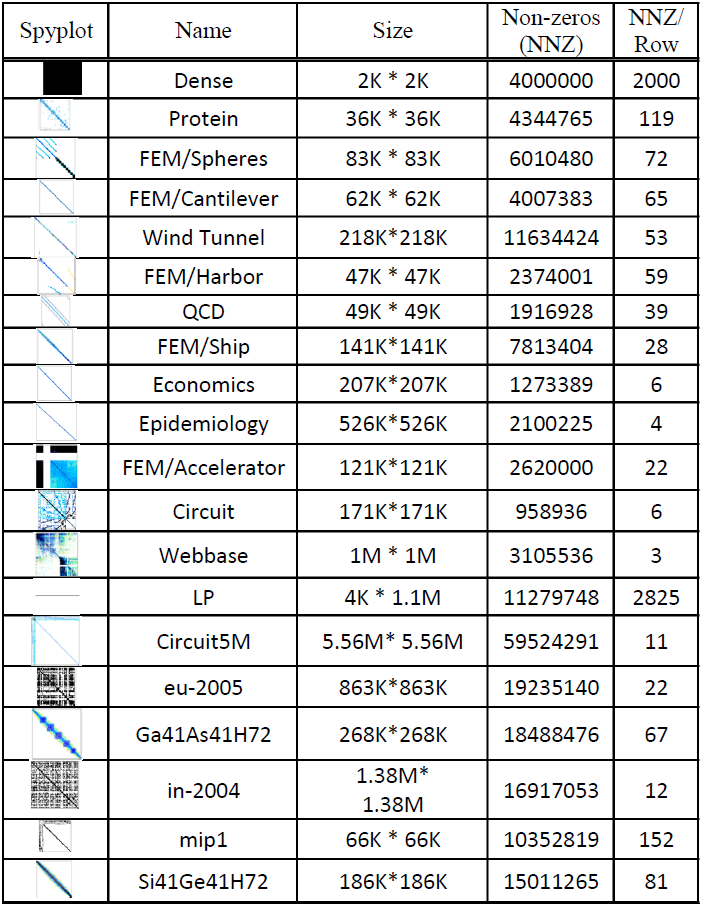 Spyplot Name Size Non-zeros (NNZ) NNZ/ Row
Dense 2K * 2K 4000000 2000
Protein 36K * 36K 4344765 119
FEM/Spheres 83K * 83K 6010480 72
FEM/Cantilever 62K * 62K 4007383 65
Wind Tunnel 218K*218K 11634424 53
FEM/Harbor 47K * 47K 2374001 59
QCD 49K * 49K 1916928 39
FEM/Ship 141K*141K 7813404 28
Economics 207K*207K 1273389 6
Epidemiology 526K*526K 2100225 4
FEM/Accelerator 121K*121K 2620000 22
Circuit 171K*171K 958936 6
Webbase 1M * 1M 3105536 3
LP 4K * 1.1M 11279748 2825
Circuit5M 5.56M* 5.56M 59524291 11
eu-2005 863K*863K 19235140 22
Ga41As41H72 268K*268K 18488476 67
in-2004 1.38M* 1.38M 16917053 12
mip1 66K * 66K 10352819 152
Si41Ge41H72 186K*186K 15011265 81